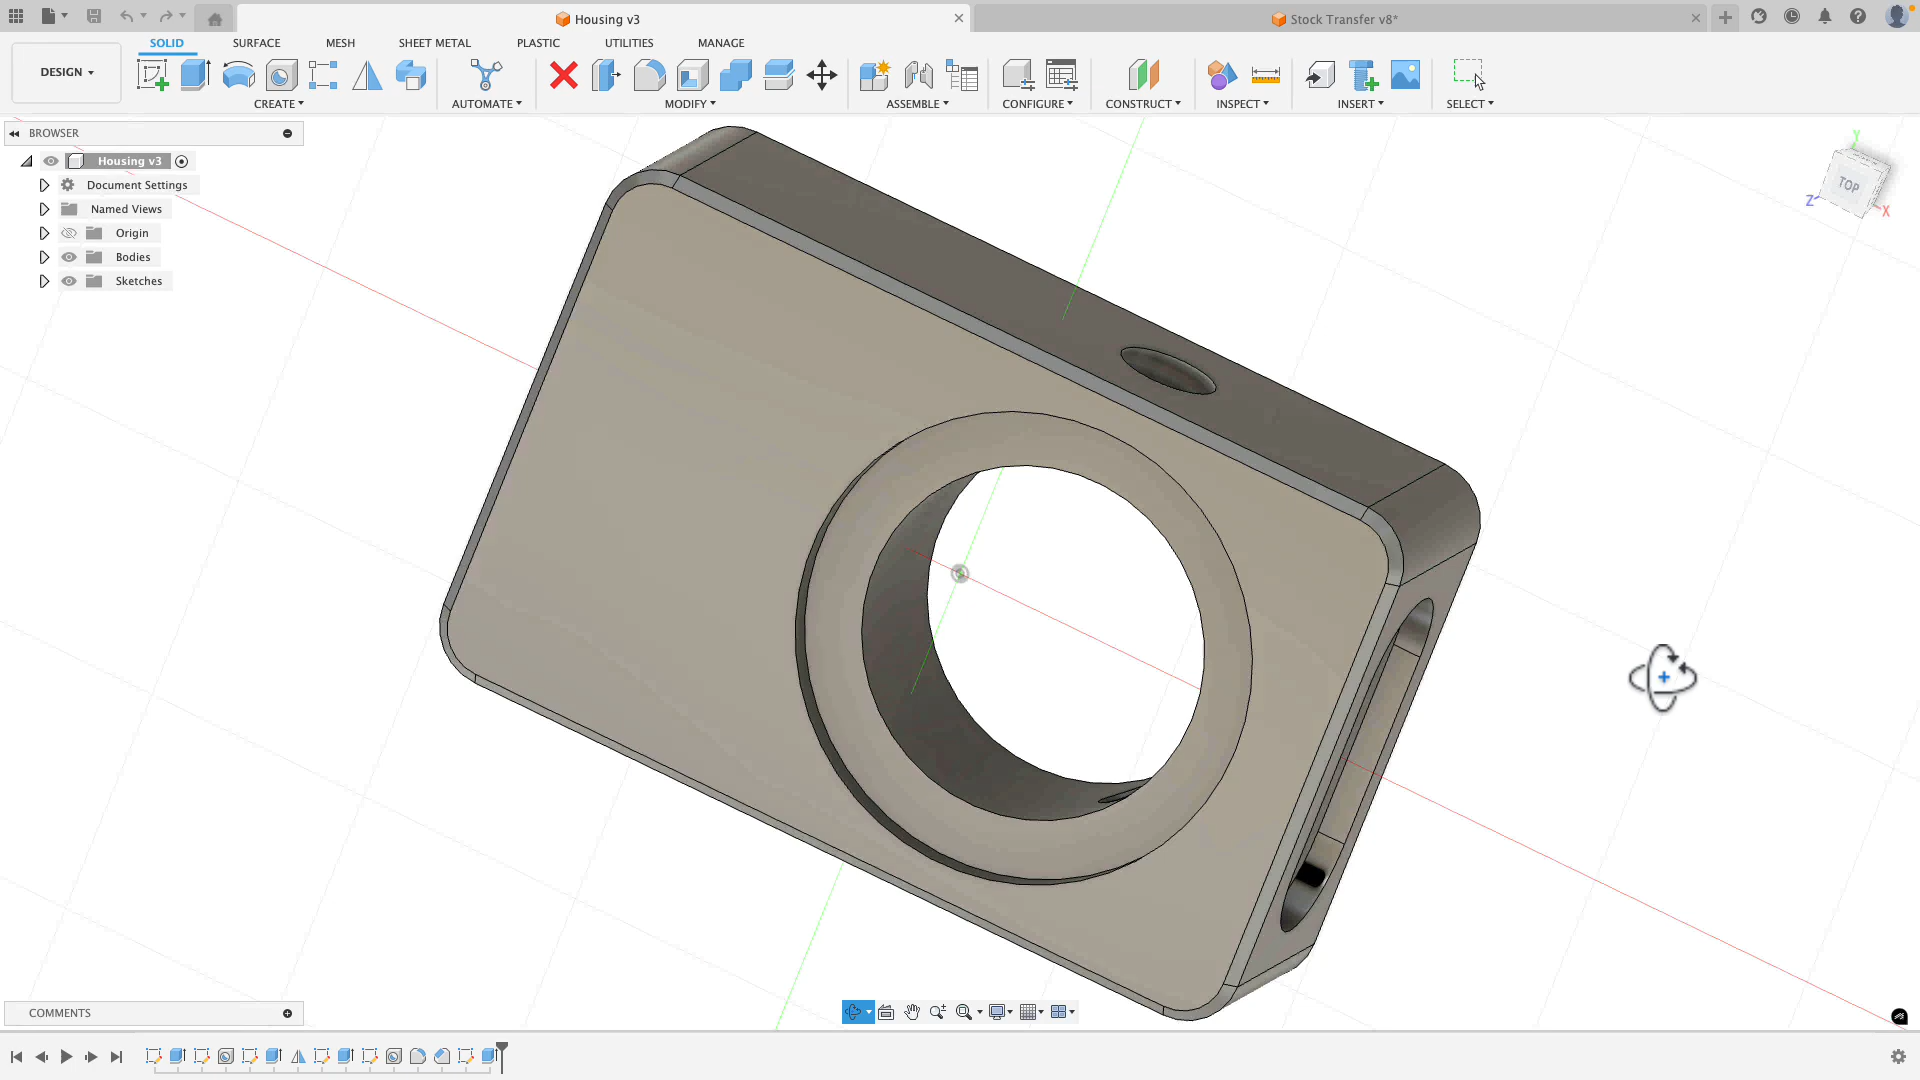 Housing v3
Stock Transfer v8*
DESIGN
SOLID
SURFACE
MESH
SHEET METAL
PLASTIC
UTILITIES
MANAGE
CREATE
AUTOMATE
MODIFY
ASSEMBLE
CONFIGURE
CONSTRUCT
INSPECT
INSERT
SELECT
BROWSER
Housing v3
Document Settings
Named Views
Origin
Bodies
Sketches
Y
TOP
Z
X
COMMENTS